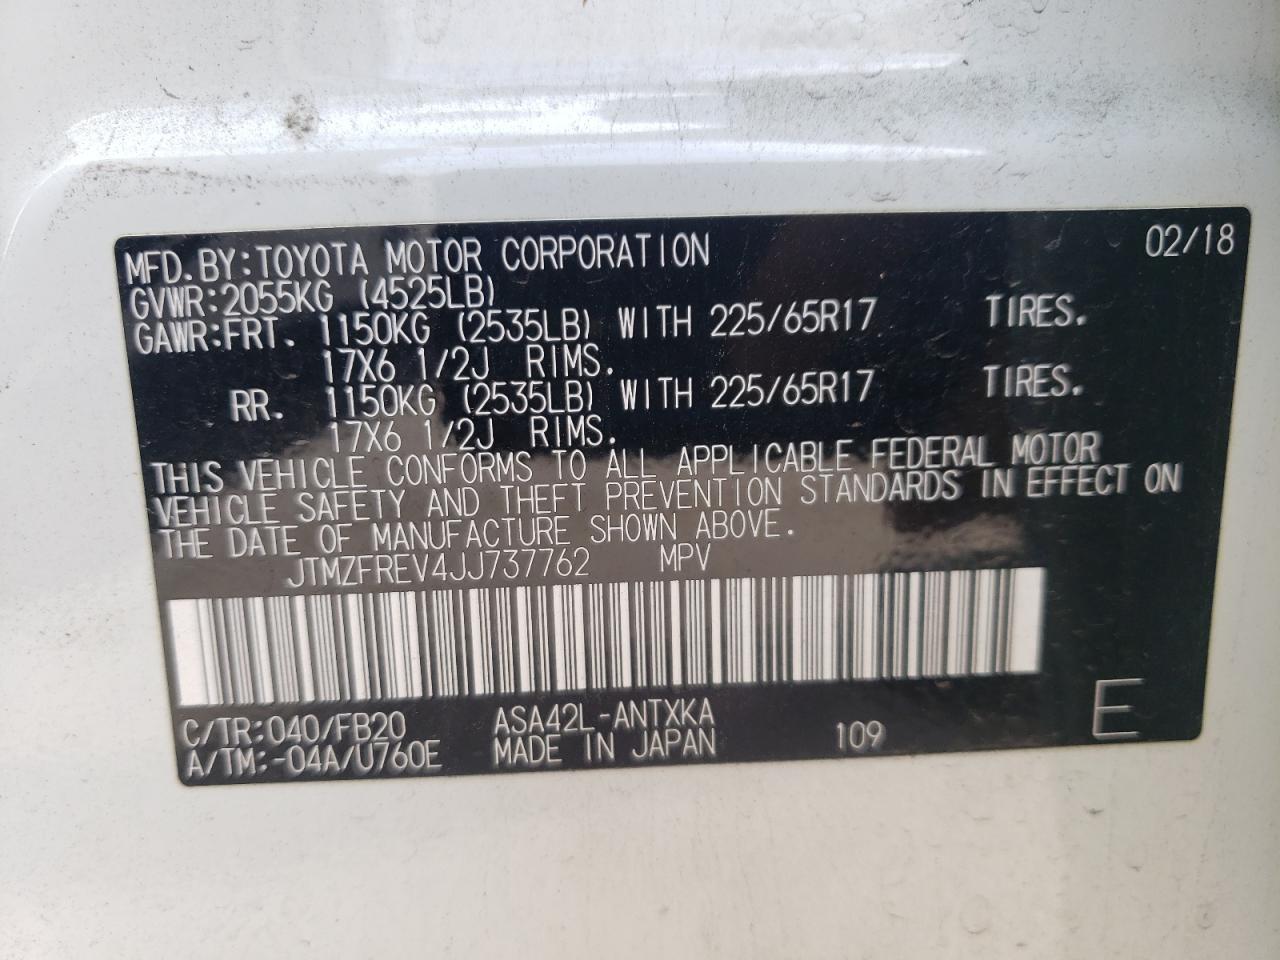 MFD.BY:TOYOTA MOTOR CORPORATION 02/18
GVWR:2055KG (4525LB)
GAWR:FRT. 1150KG (2535LB) WITH 225/65R17 TIRES.
17X6 1/2J RIMS.
RR. 1150KG (2535LB) WITH 225/65R17 TIRES.
17X6 1/2J RIMS.
THIS VEHICLE CONFORMS TO ALL APPLICABLE FEDERAL MOTOR
VEHICLE SAFETY AND THEFT PREVENTION STANDARDS IN EFFECT ON
THE DATE OF MANUFACTURE SHOWN ABOVE.
JTMZFREV4JJ737762 MPV
C/TR:040/FB20 ASA42L-ANTXKA
A/TM:-04A/U760E MADE IN JAPAN 109 E